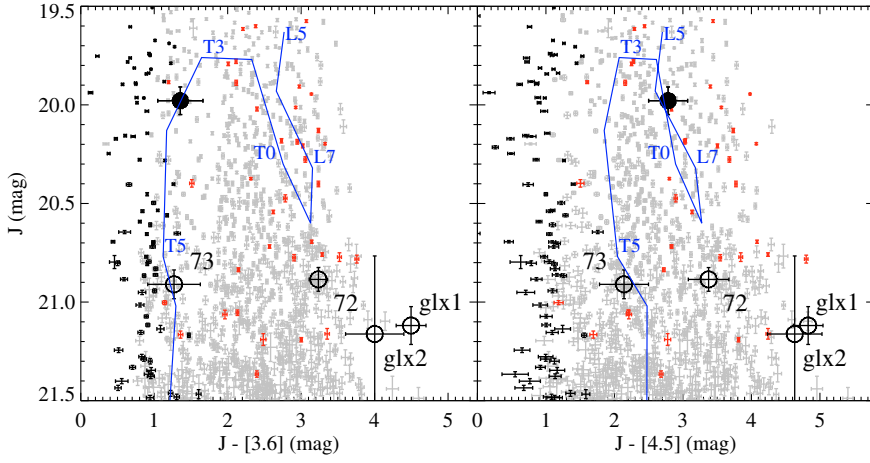 19.5
20.0
20.5
21.0
21.5
J (mag)
T3
L5
T0
L7
T5
73
72
glx1
glx2
0 1 2 3 4 5
J - [3.6] (mag)
T3
L5
T0
L7
T5
73
72
glx1
glx2
1 2 3 4 5
J - [4.5] (mag)